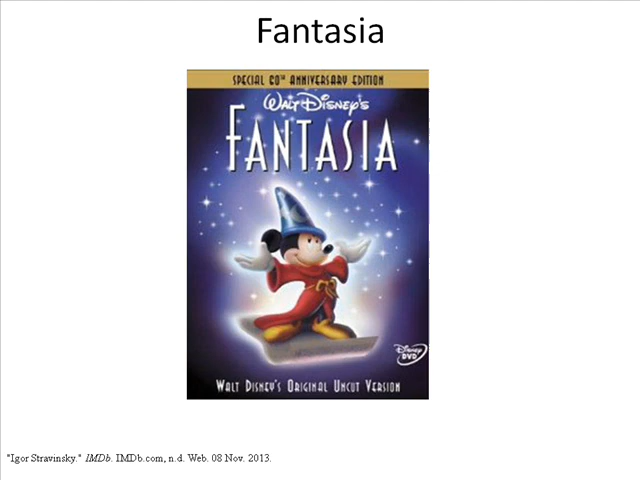 Fantasia
SPECIAL 60TH ANNIVERSARY EDITION
WALT DISNEY'S
FANTASIA
Disney
DVD
WALT DISNEY'S ORIGINAL UNCUT VERSION
"Igor Stravinsky." IMDb. IMDb.com, n.d. Web. 08 Nov. 2013.